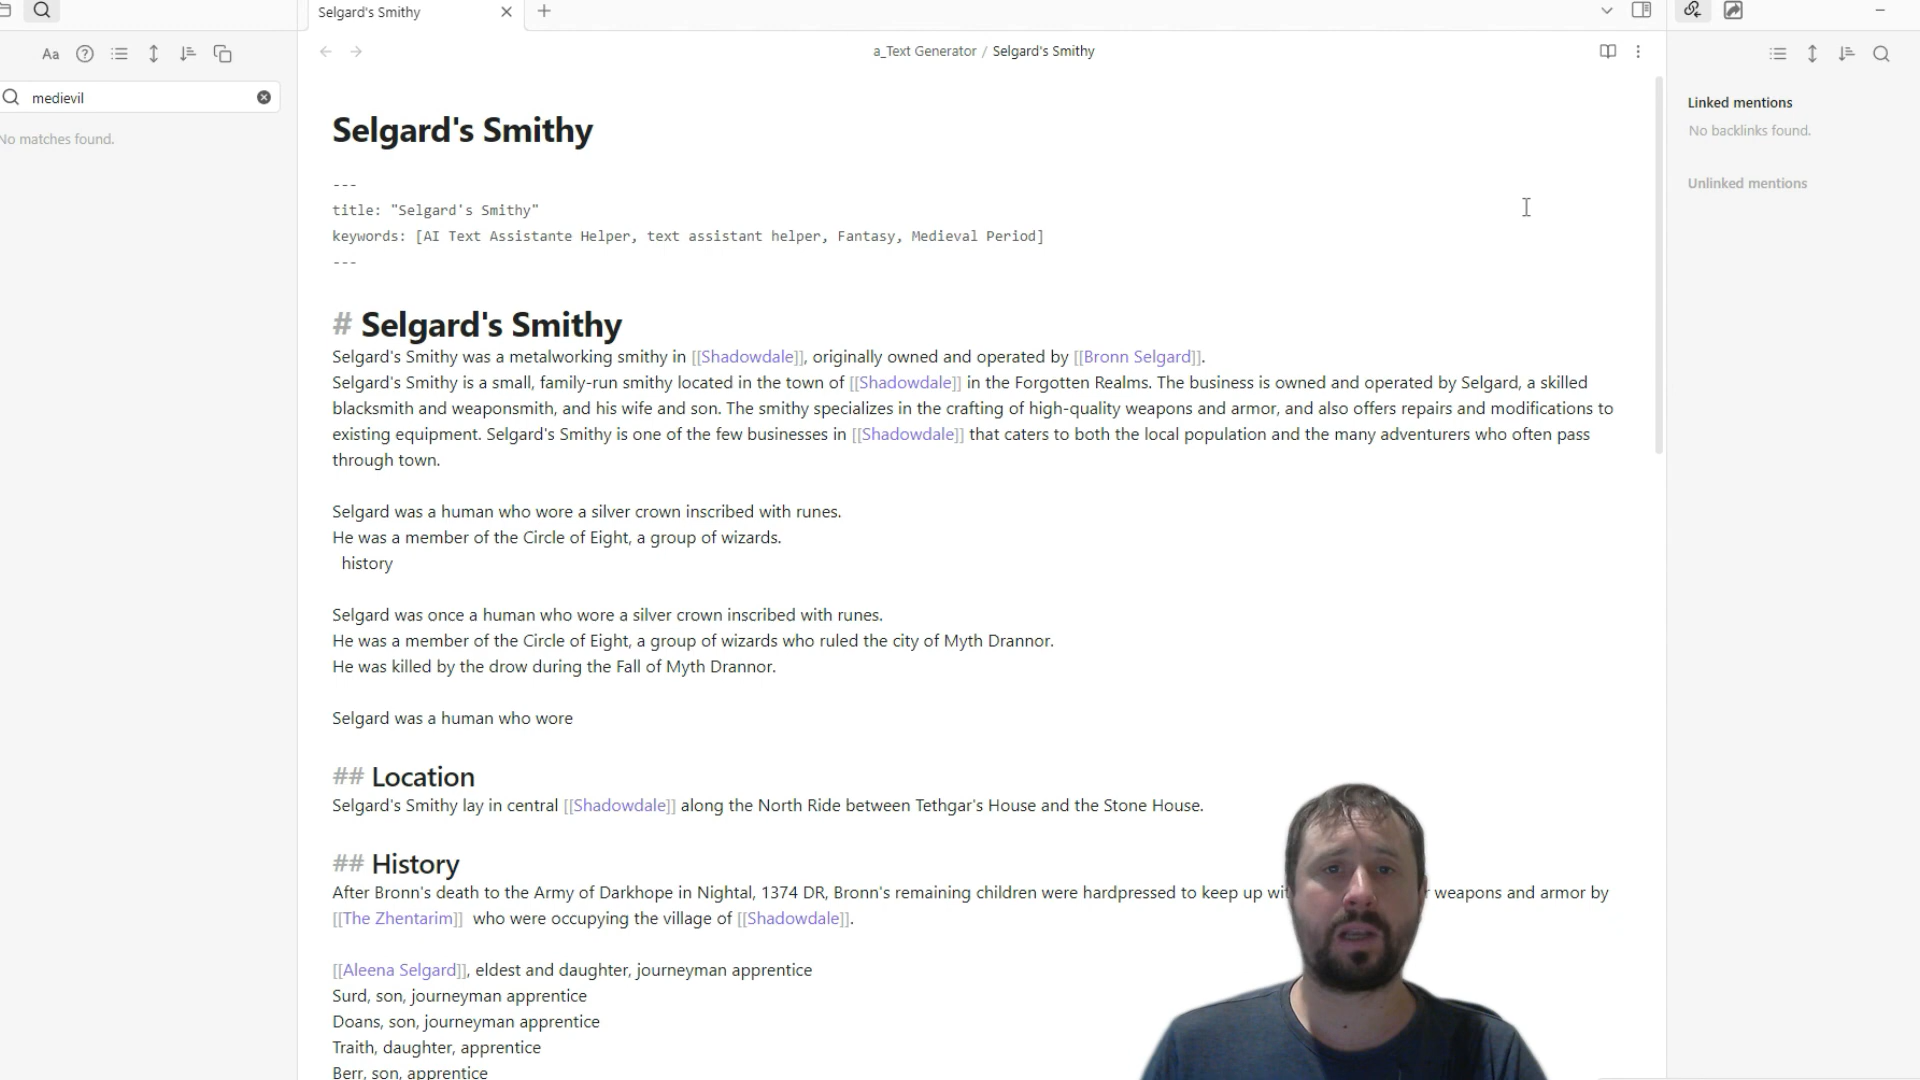 Selgard's Smithy
a_Text Generator / Selgard's Smithy
Aa
medievil
No matches found.
Selgard's Smithy
---
title: "Selgard's Smithy"
keywords: [AI Text Assistante Helper, text assistant helper, Fantasy, Medieval Period]
---
# Selgard's Smithy
Selgard's Smithy was a metalworking smithy in [[Shadowdale]], originally owned and operated by [[Bronn Selgard]].
Selgard's Smithy is a small, family-run smithy located in the town of [[Shadowdale]] in the Forgotten Realms. The business is owned and operated by Selgard, a skilled
blacksmith and weaponsmith, and his wife and son. The smithy specializes in the crafting of high-quality weapons and armor, and also offers repairs and modifications to
existing equipment. Selgard's Smithy is one of the few businesses in [[Shadowdale]] that caters to both the local population and the many adventurers who often pass
through town.
Selgard was a human who wore a silver crown inscribed with runes.
He was a member of the Circle of Eight, a group of wizards.
history
Selgard was once a human who wore a silver crown inscribed with runes.
He was a member of the Circle of Eight, a group of wizards who ruled the city of Myth Drannor.
He was killed by the drow during the Fall of Myth Drannor.
Selgard was a human who wore
## Location
Selgard's Smithy lay in central [[Shadowdale]] along the North Ride between Tethgar's House and the Stone House.
## History
After Bronn's death to the Army of Darkhope in Nightal, 1374 DR, Bronn's remaining children were hardpressed to keep up weapons and armor by
[[The Zhentarim]] who were occupying the village of [[Shadowdale]].
[[Aleena Selgard]], eldest and daughter, journeyman apprentice
Surd, son, journeyman apprentice
Doans, son, journeyman apprentice
Traith, daughter, apprentice
Berr, son, apprentice
Linked mentions
No backlinks found.
Unlinked mentions